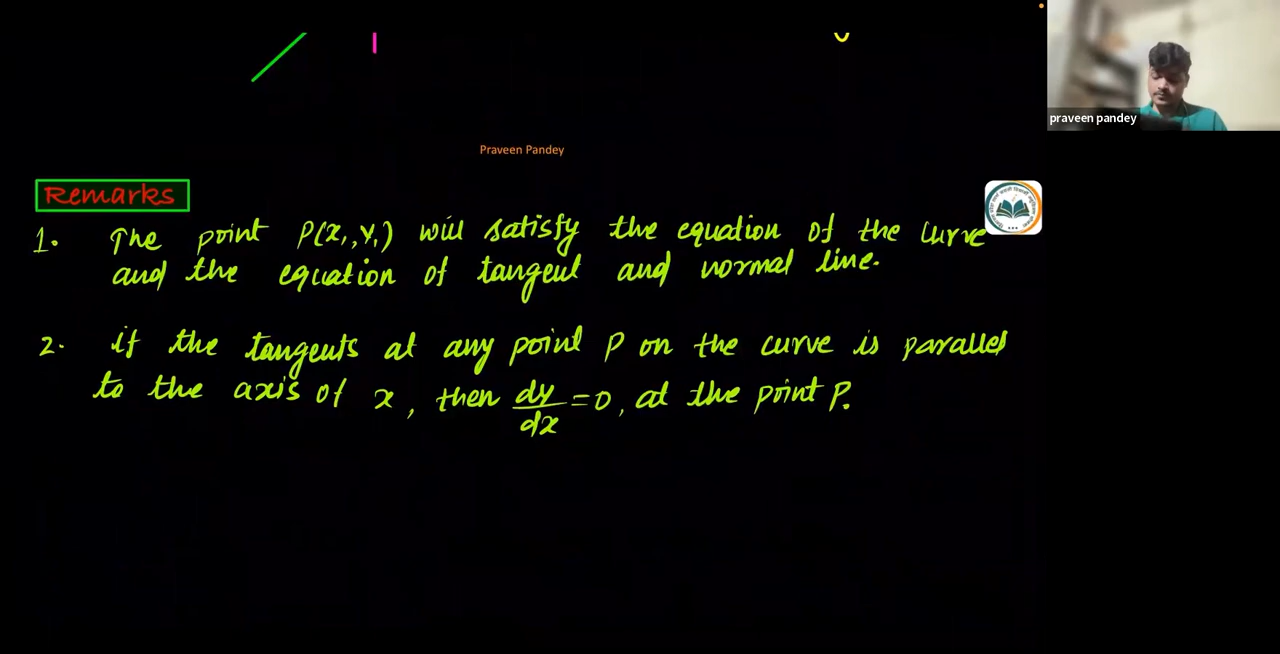 praveen pandey
Praveen Pandey
Remarks
1. The point P(x₁, y₁) will satisfy the equation of the curve
and the equation of tangent and normal line.
2. if the tangents at any point P on the curve is parallel
to the axis of x, then dy/dx = 0, at the point P.